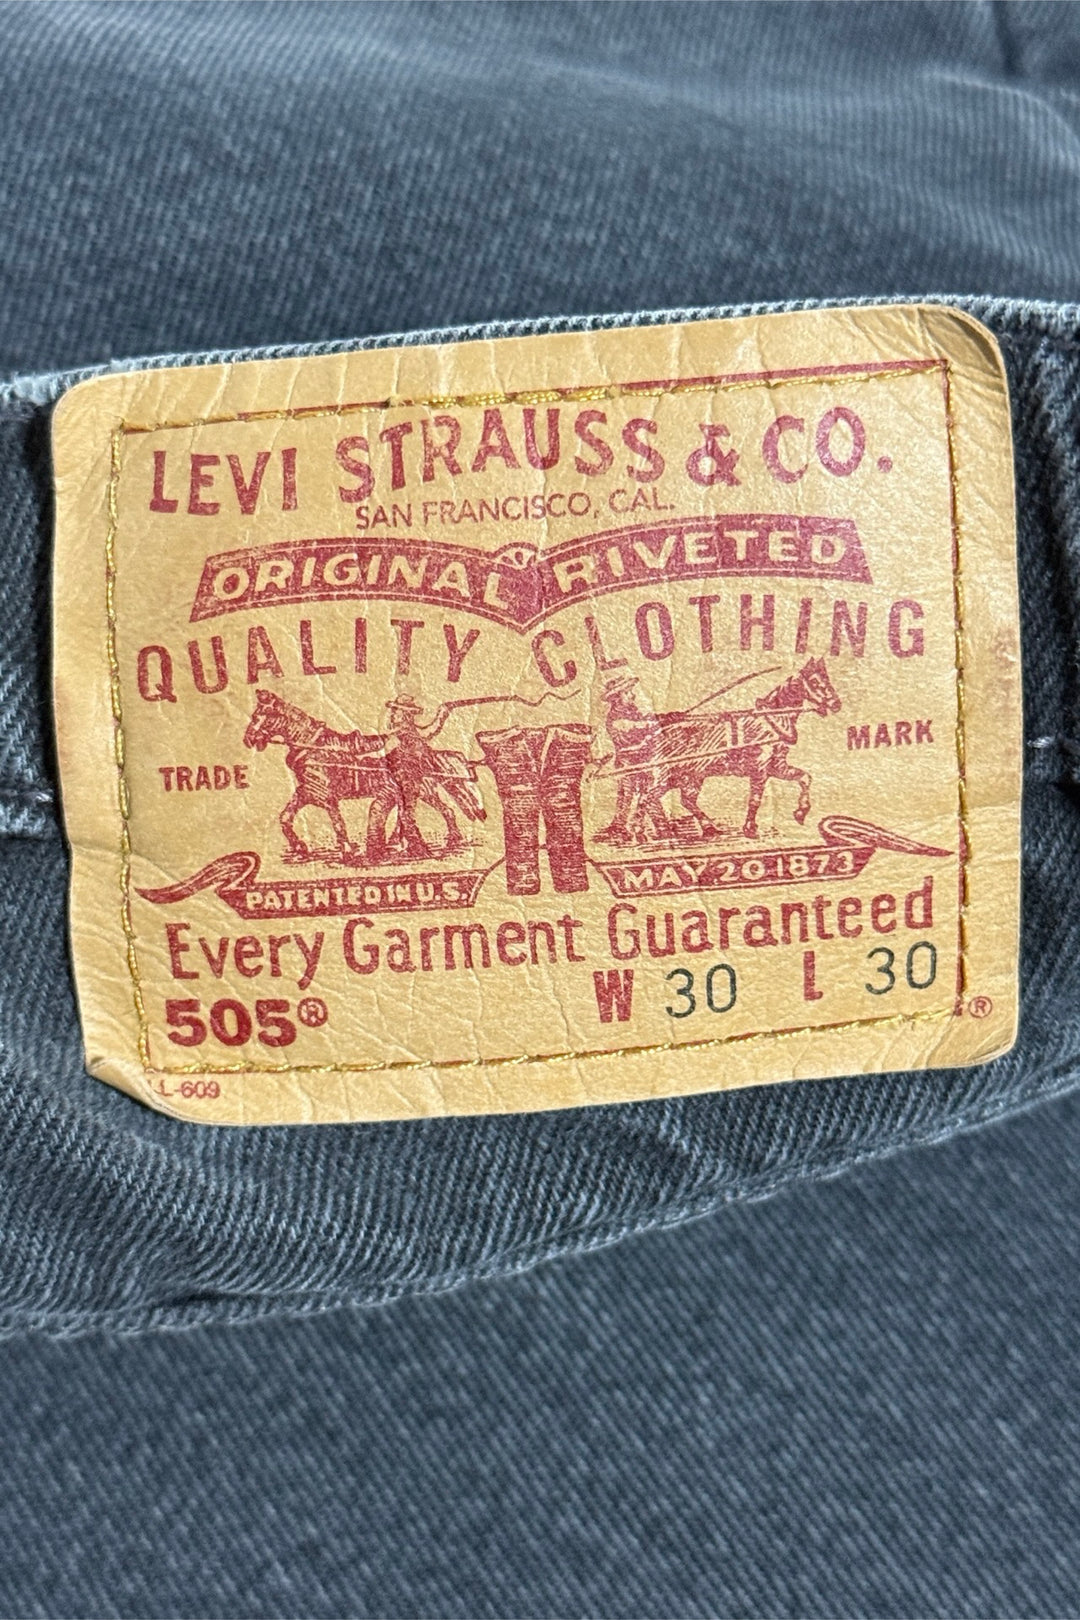 LEVI STRAUSS & CO.
SAN FRANCISCO, CAL.
ORIGINAL RIVETED
QUALITY CLOTHING
TRADE MARK
PATENTED IN U.S. MAY 20 1873
Every Garment Guaranteed
505® W 30 L 30
®
LL-609